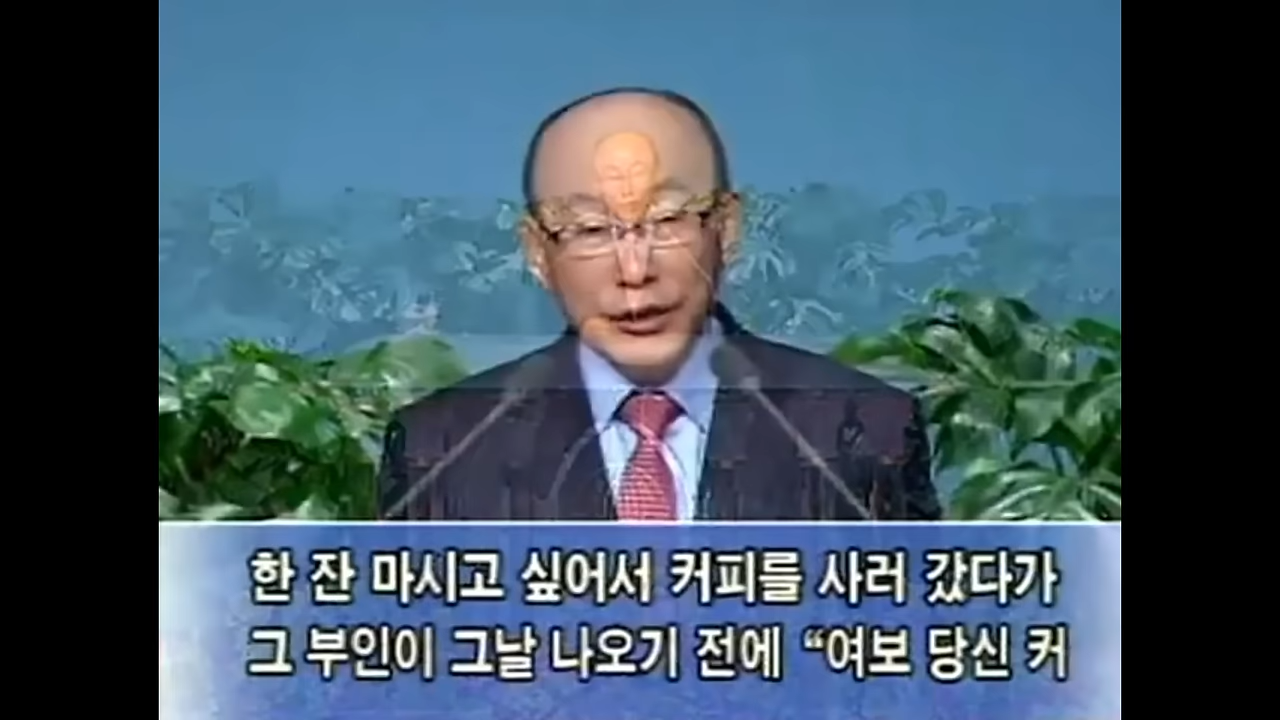 한 잔 마시고 싶어서 커피를 사러 갔다가
그 부인이 그날 나오기 전에 “여보 당신 커